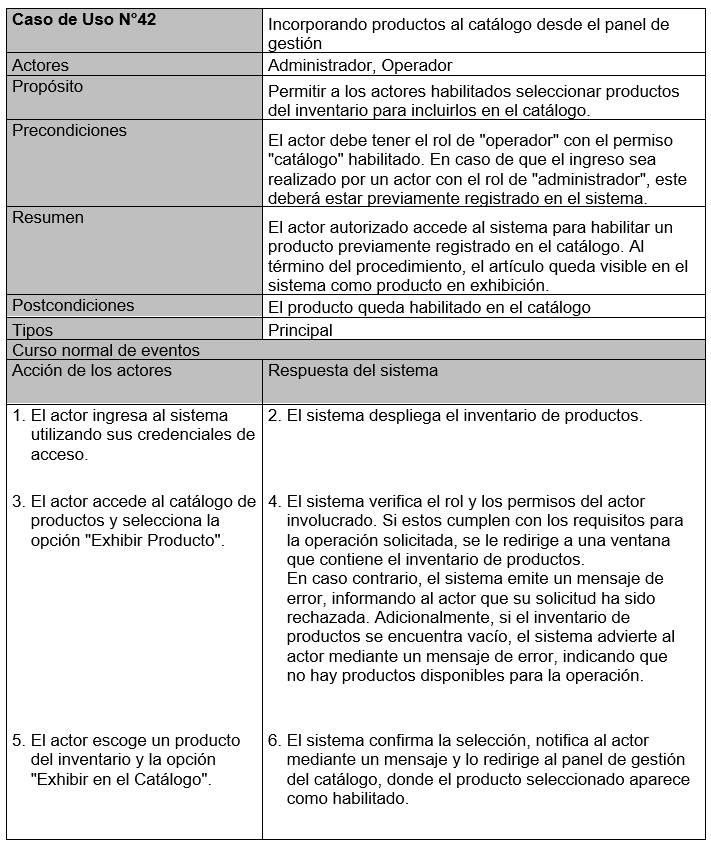 Caso de Uso N°42
Incorporando productos al catálogo desde el panel de
gestión
Actores
Administrador, Operador
Propósito
Permitir a los actores habilitados seleccionar productos
del inventario para incluirlos en el catálogo.
Precondiciones
El actor debe tener el rol de "operador" con el permiso
"catálogo" habilitado. En caso de que el ingreso sea
realizado por un actor con el rol de "administrador", este
deberá estar previamente registrado en el sistema.
Resumen
El actor autorizado accede al sistema para habilitar un
producto previamente registrado en el catálogo. Al
término del procedimiento, el artículo queda visible en el
sistema como producto en exhibición.
Postcondiciones
El producto queda habilitado en el catálogo
Tipos
Principal
Curso normal de eventos
Acción de los actores
Respuesta del sistema
1. El actor ingresa al sistema
utilizando sus credenciales de
acceso.
2. El sistema despliega el inventario de productos.
3. El actor accede al catálogo de
productos y selecciona la
opción "Exhibir Producto".
4. El sistema verifica el rol y los permisos del actor
involucrado. Si estos cumplen con los requisitos para
la operación solicitada, se le redirige a una ventana
que contiene el inventario de productos.
En caso contrario, el sistema emite un mensaje de
error, informando al actor que su solicitud ha sido
rechazada. Adicionalmente, si el inventario de
productos se encuentra vacío, el sistema advierte al
actor mediante un mensaje de error, indicando que
no hay productos disponibles para la operación.
5. El actor escoge un producto
del inventario y la opción
"Exhibir en el Catálogo".
6. El sistema confirma la selección, notifica al actor
mediante un mensaje y lo redirige al panel de gestión
del catálogo, donde el producto seleccionado aparece
como habilitado.